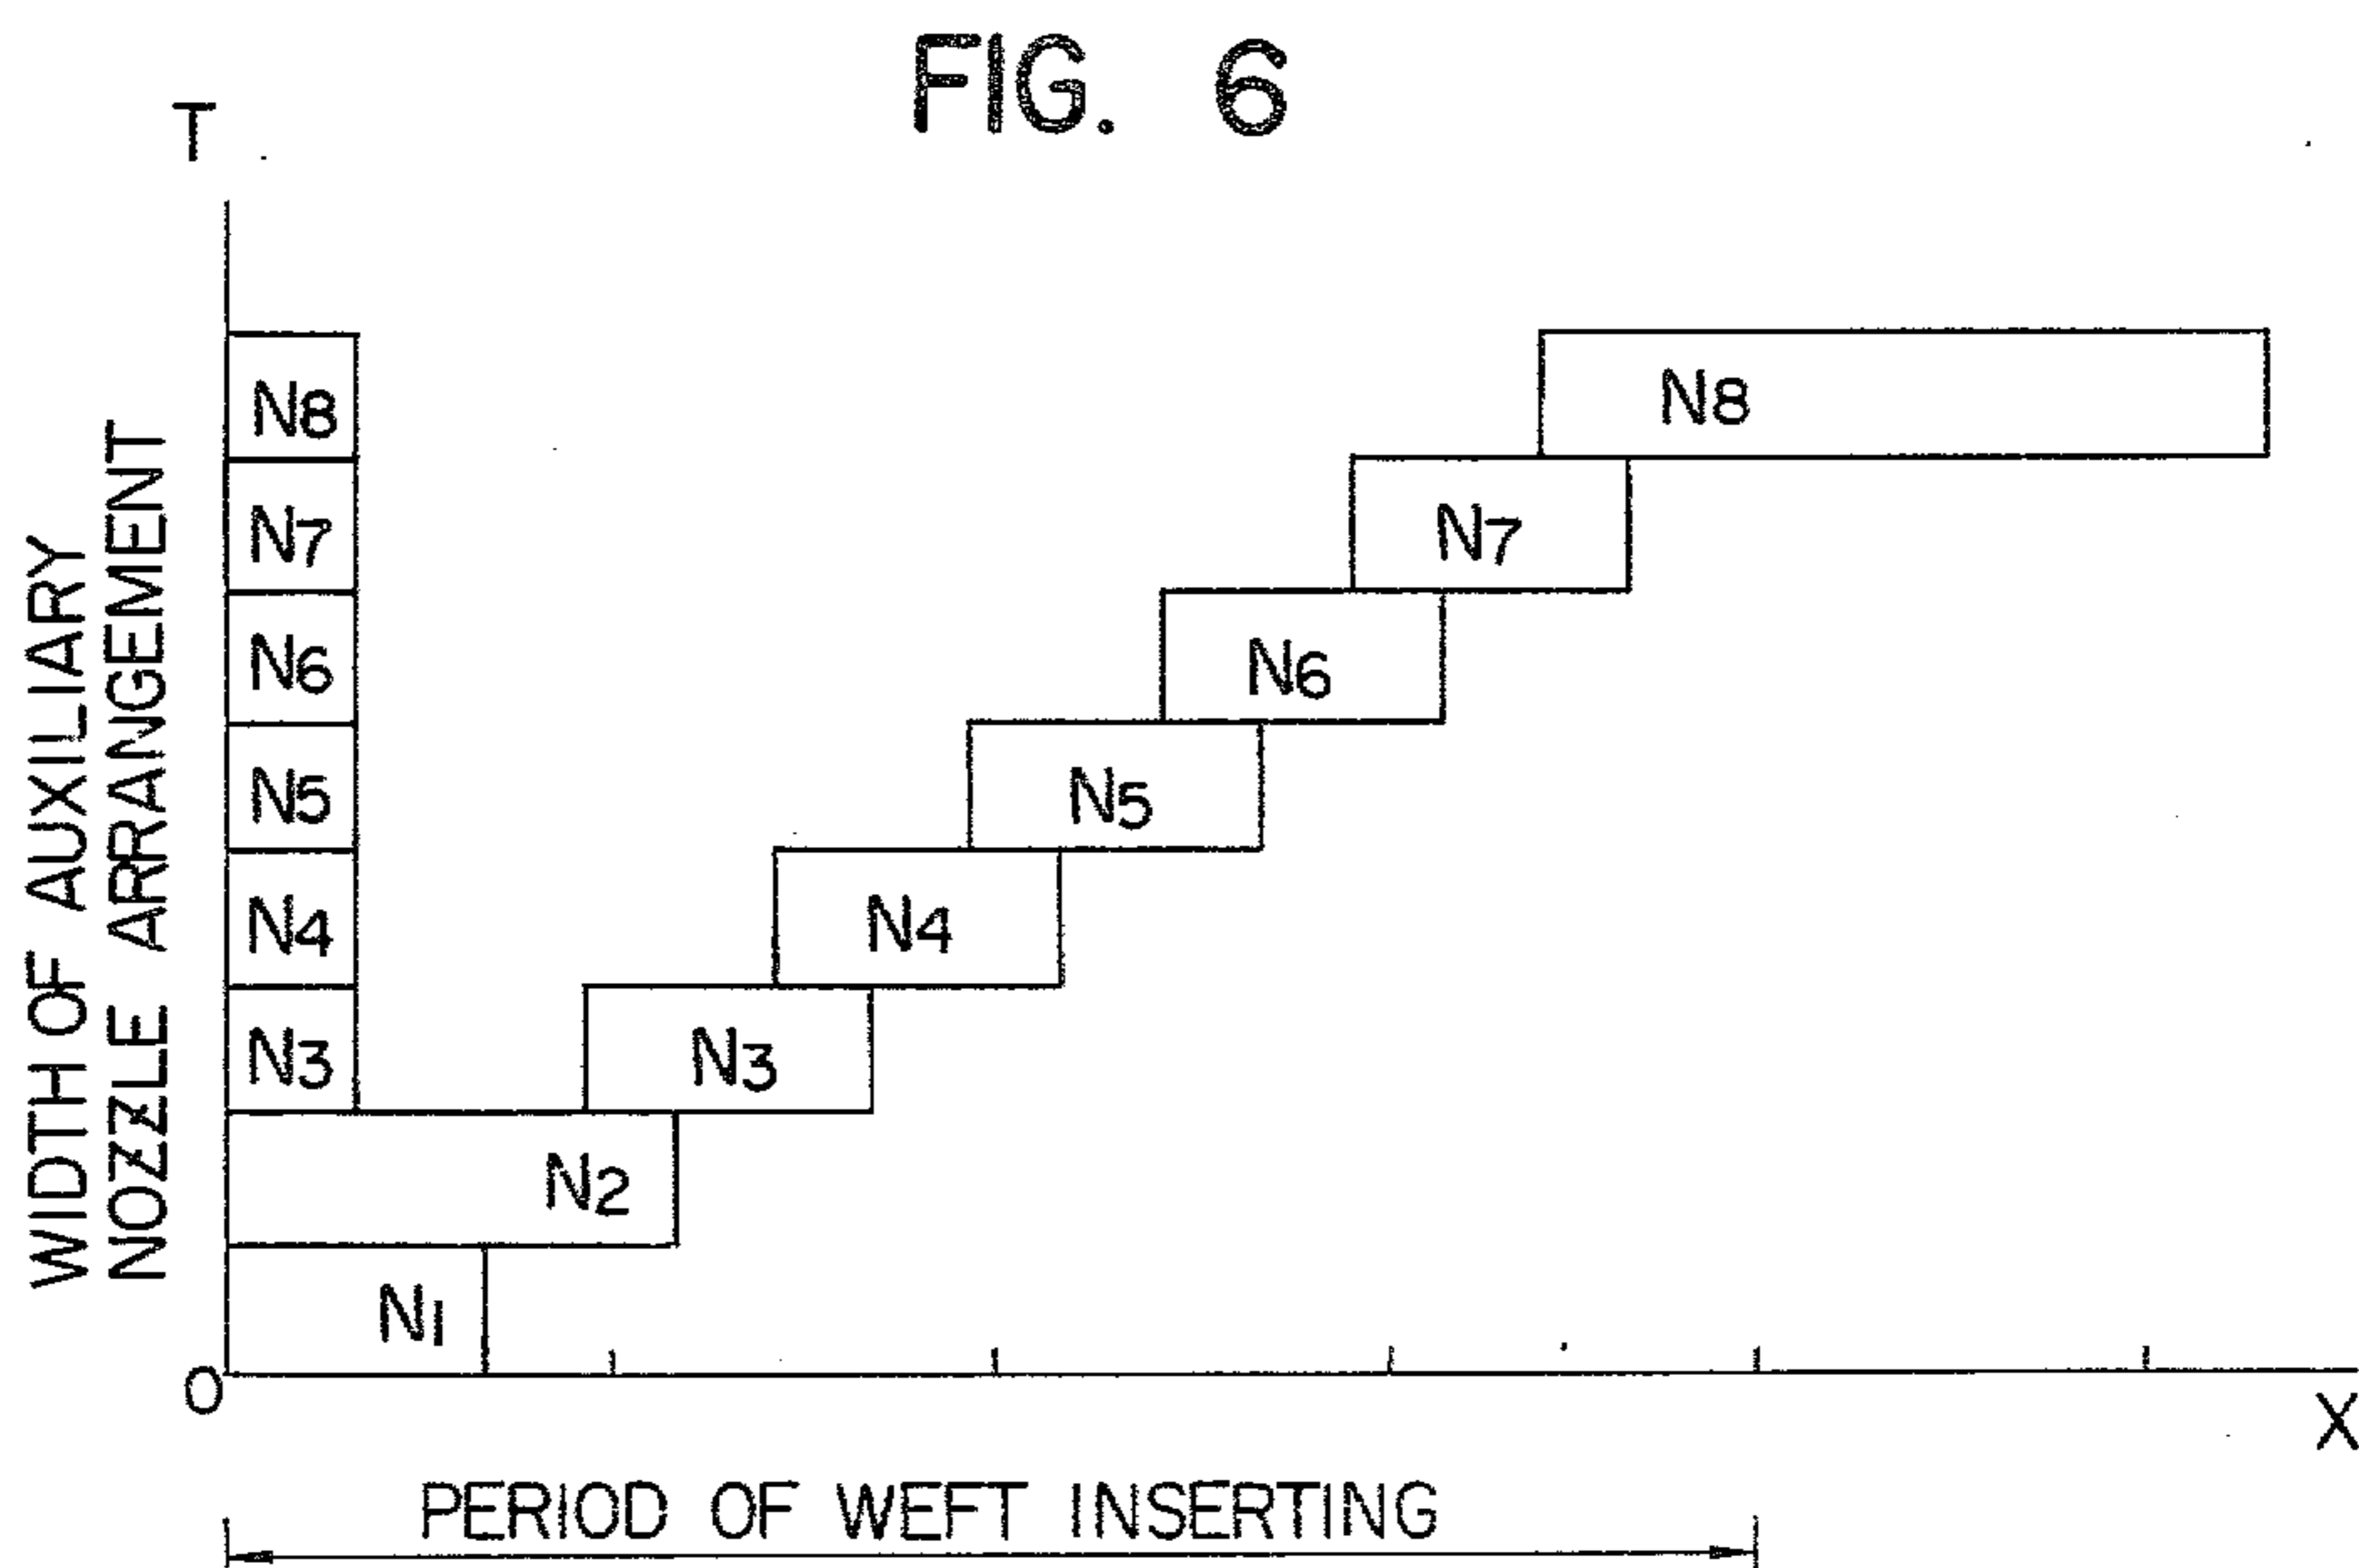 FIG. 6
T
WIDTH OF AUXILIARY
NOZZLE ARRANGEMENT
N8
N8
N7
N7
N6
N6
N5
N5
N4
N4
N3
N3
N2
N1
O
X
PERIOD OF WEFT INSERTING